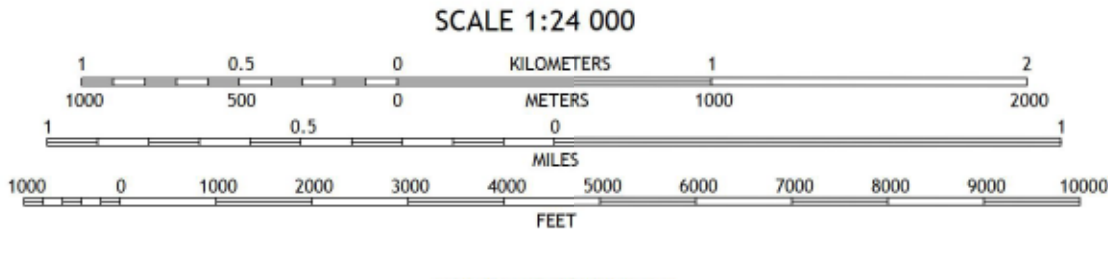 SCALE 1:24 000
1 0.5 0 KILOMETERS 1 2
1000 500 0 METERS 1000 2000
1 0.5 0 1
MILES
1000 0 1000 2000 3000 4000 5000 6000 7000 8000 9000 10000
FEET